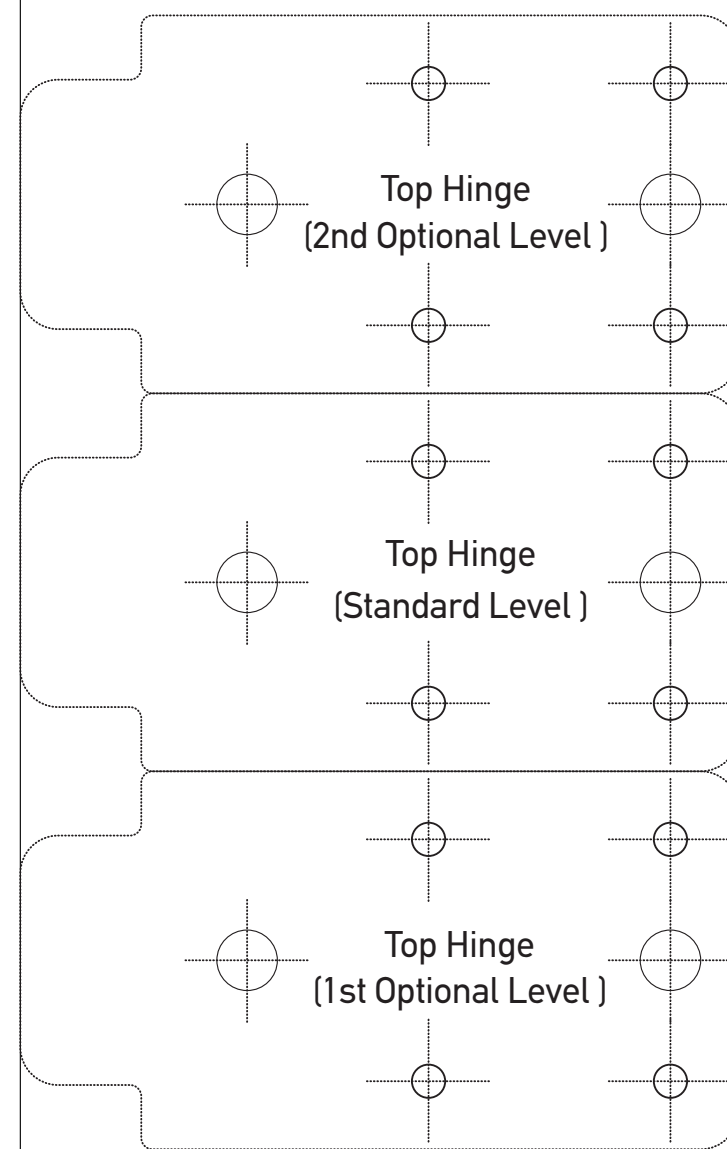 Top Hinge
(2nd Optional Level )
Top Hinge
(Standard Level )
Top Hinge
(1st Optional Level )